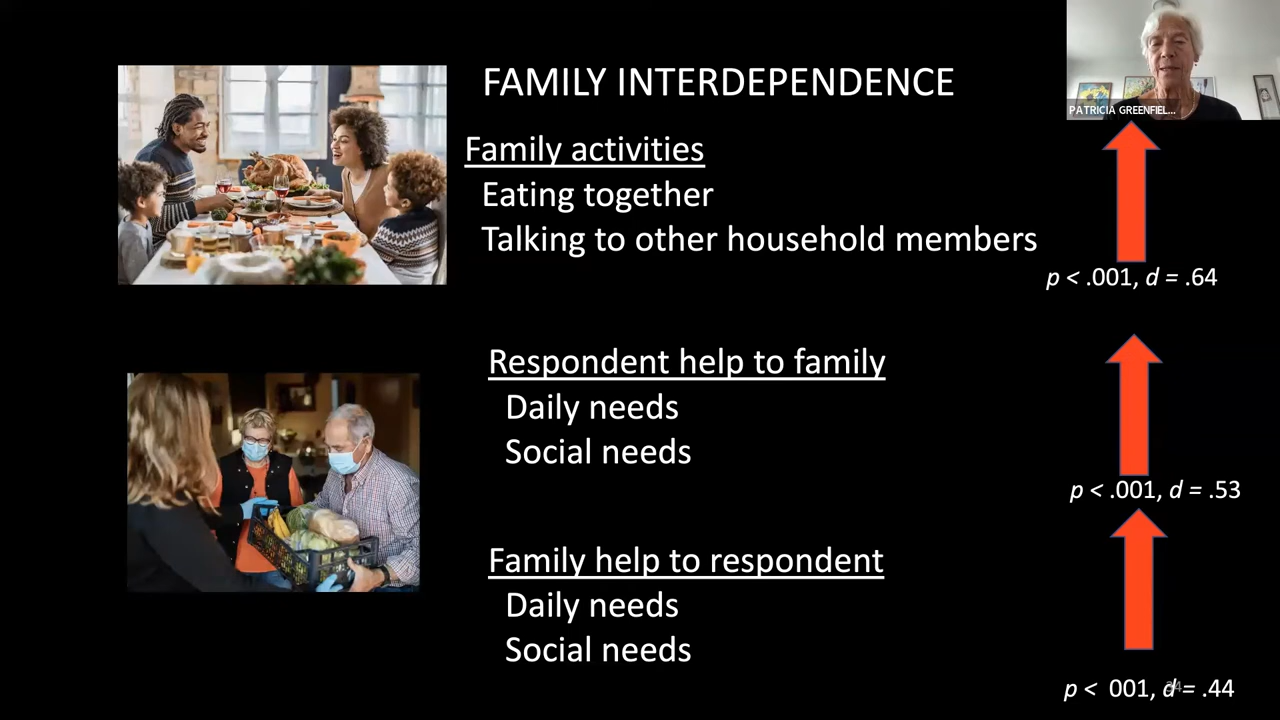 PATRICIA GREENFIEL...
FAMILY INTERDEPENDENCE
Family activities
Eating together
Talking to other household members
p < .001, d = .64
Respondent help to family
Daily needs
Social needs
p < .001, d = .53
Family help to respondent
Daily needs
Social needs
p < 001, d = .44
34